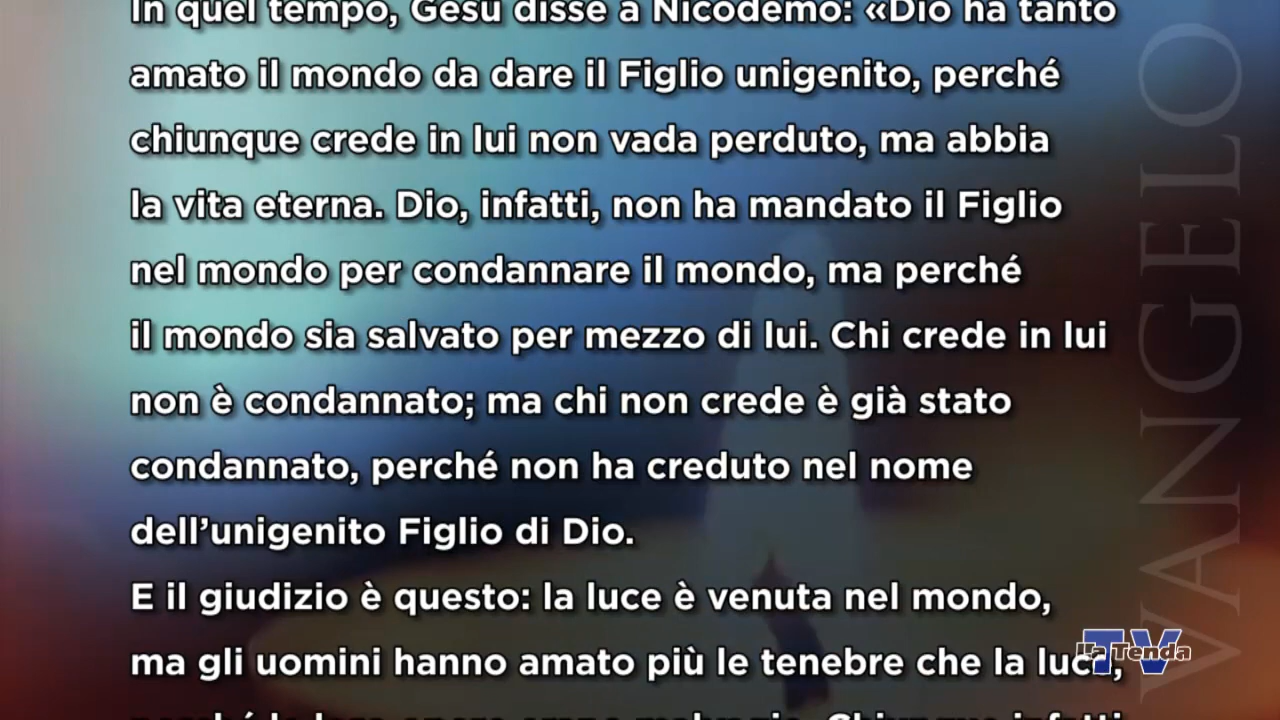 In quel tempo, Gesù disse a Nicodemo: «Dio ha tanto
amato il mondo da dare il Figlio unigenito, perché
chiunque crede in lui non vada perduto, ma abbia
la vita eterna. Dio, infatti, non ha mandato il Figlio
nel mondo per condannare il mondo, ma perché
il mondo sia salvato per mezzo di lui. Chi crede in lui
non è condannato; ma chi non crede è già stato
condannato, perché non ha creduto nel nome
dell’unigenito Figlio di Dio.
E il giudizio è questo: la luce è venuta nel mondo,
ma gli uomini hanno amato più le tenebre che la luce,
VANGELO
TV
La Tenda